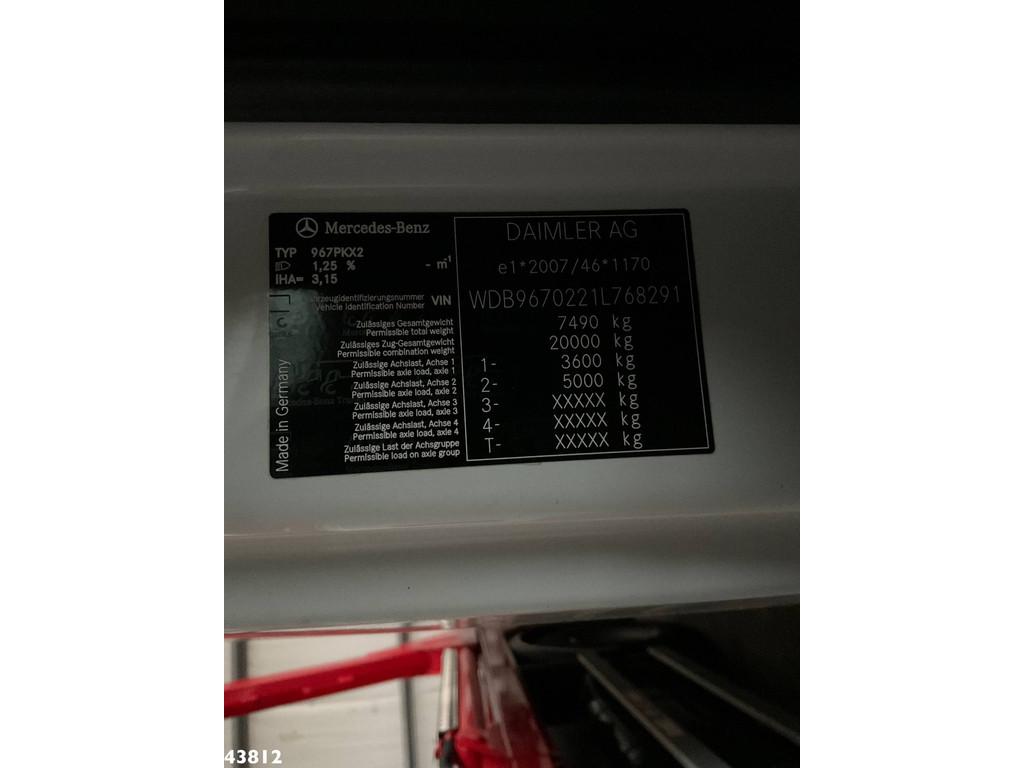 Mercedes-Benz
DAIMLER AG
TYP 967PKX2
1,25 % - m-1
IHA= 3,15
e1*2007/46*1170
Fahrzeugidentifizierungsnummer
Vehicle Identification Number VIN WDB9670221L768291
Zulässiges Gesamtgewicht
Permissible total weight 7490 kg
Zulässiges Zug-Gesamtgewicht
Permissible combination weight 20000 kg
Zulässige Achslast, Achse 1
Permissible axle load, axle 1 1- 3600 kg
Zulässige Achslast, Achse 2
Permissible axle load, axle 2 2- 5000 kg
Zulässige Achslast, Achse 3
Permissible axle load, axle 3 3- XXXXX kg
Zulässige Achslast, Achse 4
Permissible axle load, axle 4 4- XXXXX kg
Zulässige Last der Achsgruppe
Permissible load on axle group T- XXXXX kg
Made in Germany
43812